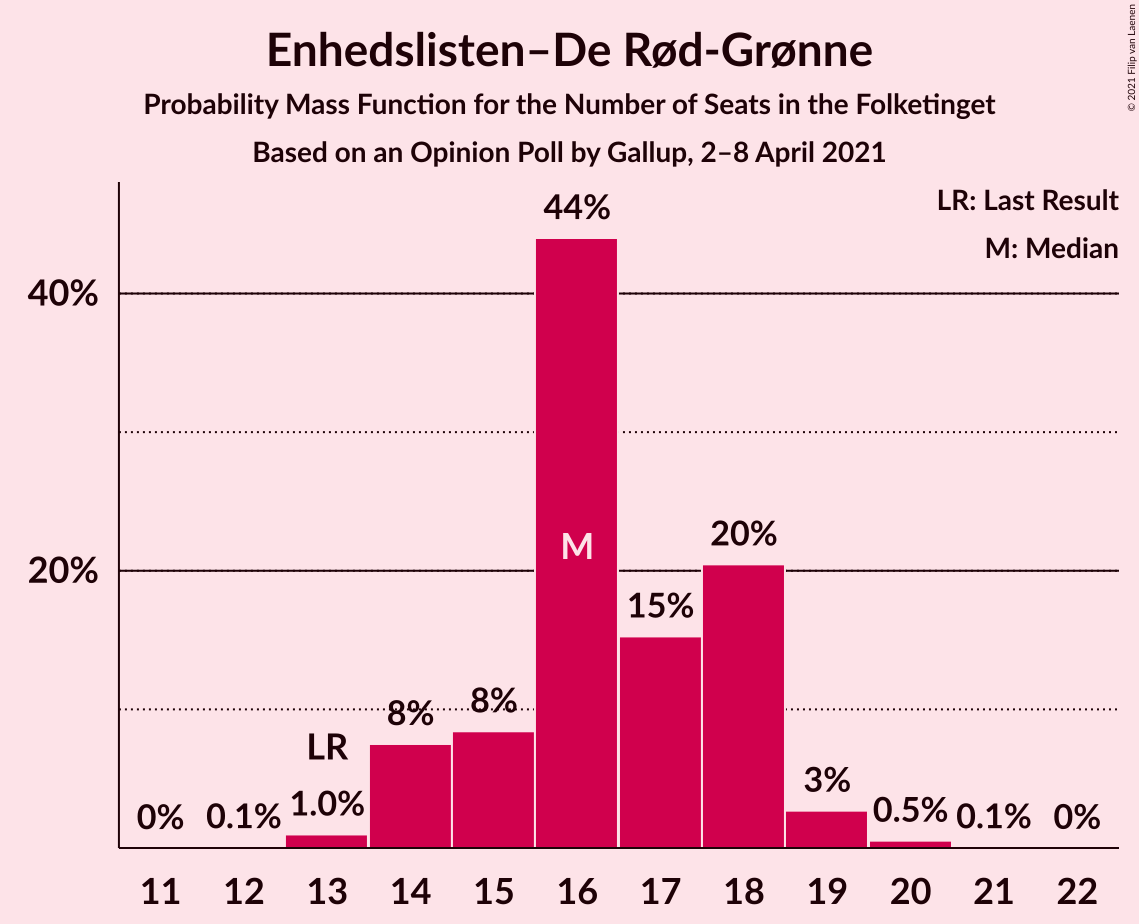 Enhedslisten–De Rød-Grønne
Probability Mass Function for the Number of Seats in the Folketinget
Based on an Opinion Poll by Gallup, 2–8 April 2021
© 2021 Filip van Laenen
LR: Last Result
M: Median
40%
20%
0%
0.1%
LR
1.0%
8%
8%
44%
M
15%
20%
3%
0.5%
0.1%
0%
11 12 13 14 15 16 17 18 19 20 21 22